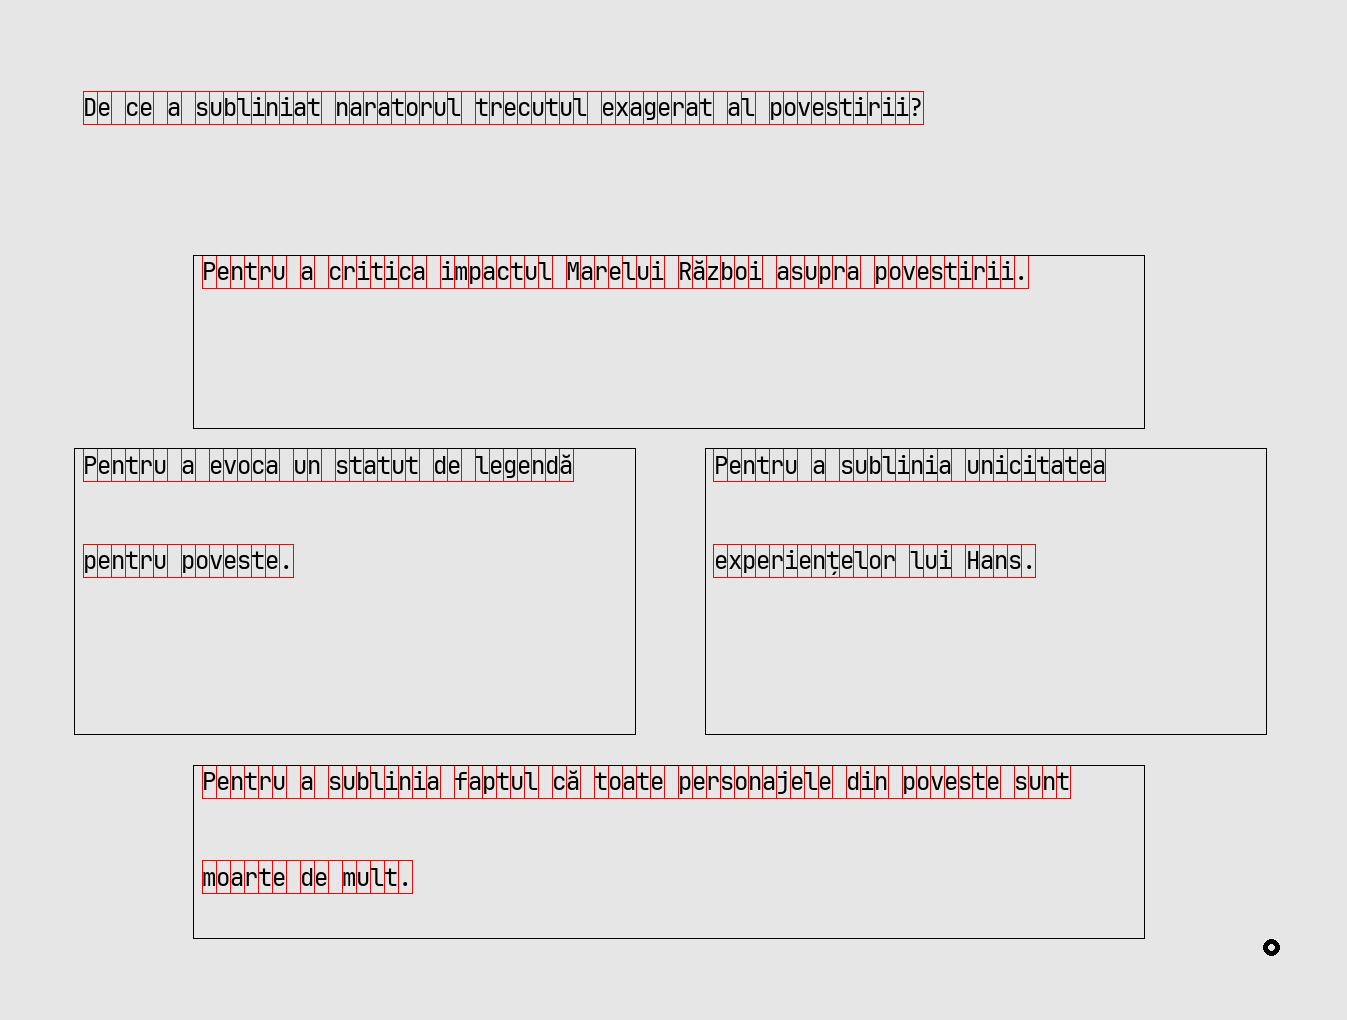 De ce a subliniat naratorul trecutul exagerat al povestirii?
Pentru a critica impactul Marelui Război asupra povestirii.
Pentru a evoca un statut de legendă
pentru poveste.
Pentru a sublinia unicitatea
experiențelor lui Hans.
Pentru a sublinia faptul că toate personajele din poveste sunt
moarte de mult.